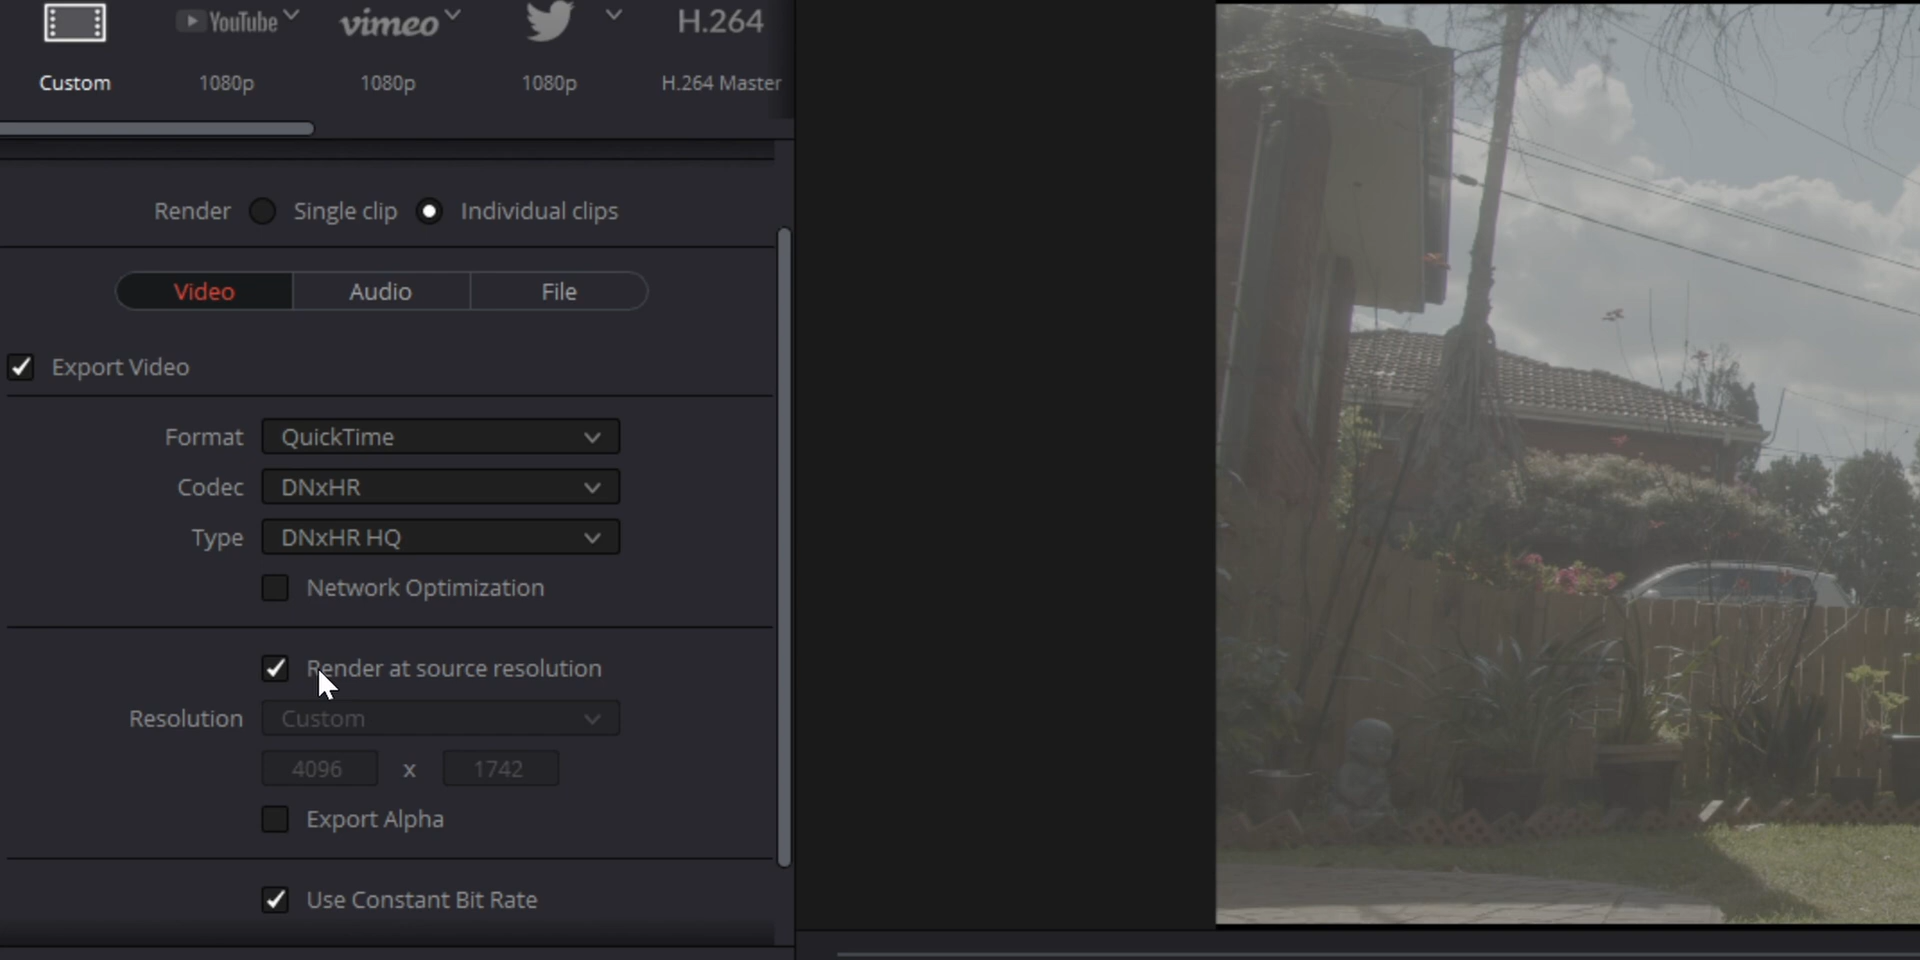 YouTube vimeo H.264
Custom 1080p 1080p 1080p H.264 Master
Render Single clip Individual clips
Video Audio File
Export Video
Format QuickTime
Codec DNxHR
Type DNxHR HQ
Network Optimization
Render at source resolution
Resolution Custom
4096 x 1742
Export Alpha
Use Constant Bit Rate